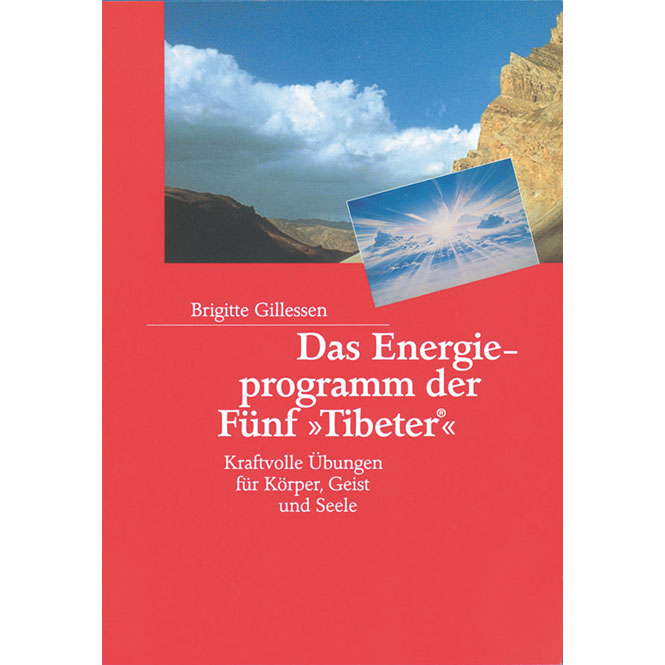 Brigitte Gillessen
Das Energie-
programm der
Fünf »Tibeter®«
Kraftvolle Übungen
für Körper, Geist
und Seele